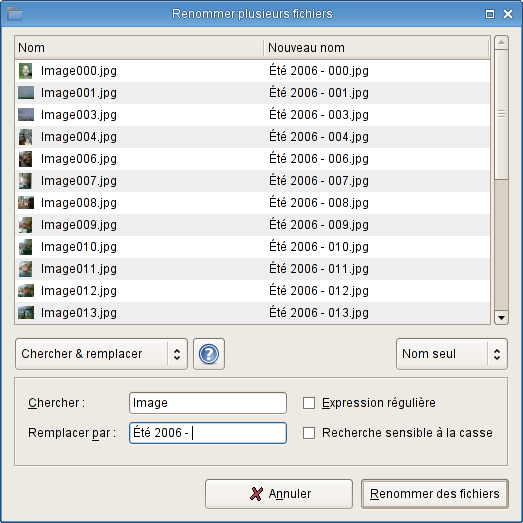 Renommer plusieurs fichiers
Nom Nouveau nom
Image000.jpg Été 2006 - 000.jpg
Image001.jpg Été 2006 - 001.jpg
Image003.jpg Été 2006 - 003.jpg
Image004.jpg Été 2006 - 004.jpg
Image006.jpg Été 2006 - 006.jpg
Image007.jpg Été 2006 - 007.jpg
Image008.jpg Été 2006 - 008.jpg
Image009.jpg Été 2006 - 009.jpg
Image010.jpg Été 2006 - 010.jpg
Image011.jpg Été 2006 - 011.jpg
Image012.jpg Été 2006 - 012.jpg
Image013.jpg Été 2006 - 013.jpg
Chercher & remplacer ? Nom seul
Chercher : Image Expression régulière
Remplacer par : Été 2006 - Recherche sensible à la casse
Annuler Renommer des fichiers